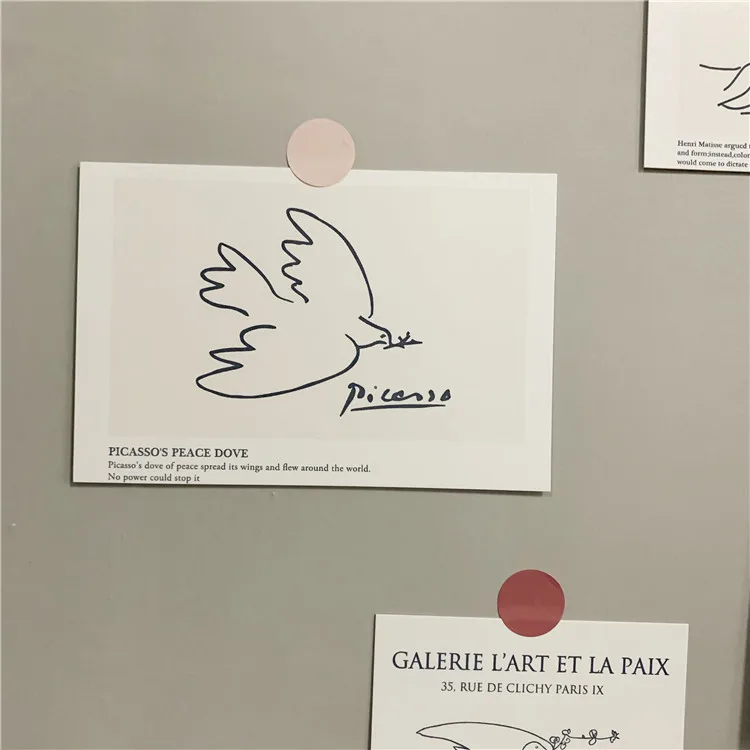 Henri Matisse argued
and form;instead,colou
would come to dictate
Picasso
PICASSO'S PEACE DOVE
Picasso's dove of peace spread its wings and flew around the world.
No power could stop it
GALERIE L'ART ET LA PAIX
35, RUE DE CLICHY PARIS IX